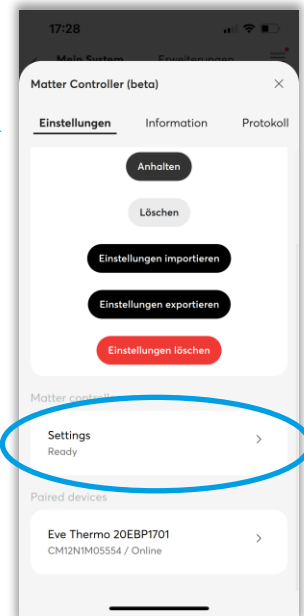 17:28
Mein System Erweiterungen
Matter Controller (beta)
Einstellungen Information Protokoll
Anhalten
Löschen
Einstellungen importieren
Einstellungen exportieren
Einstellungen löschen
Matter controller
Settings
Ready
Paired devices
Eve Thermo 20EBP1701
CM12N1M05554 / Online